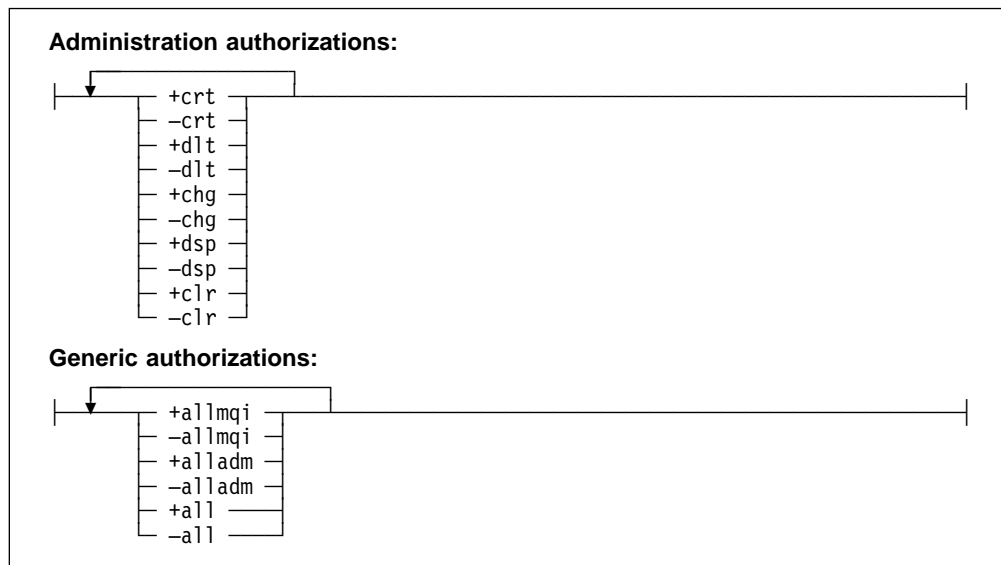 Administration authorizations:
+crt
−crt
+dlt
−dlt
+chg
−chg
+dsp
−dsp
+clr
−clr
Generic authorizations:
+allmqi
−allmqi
+alladm
−alladm
+all
−all